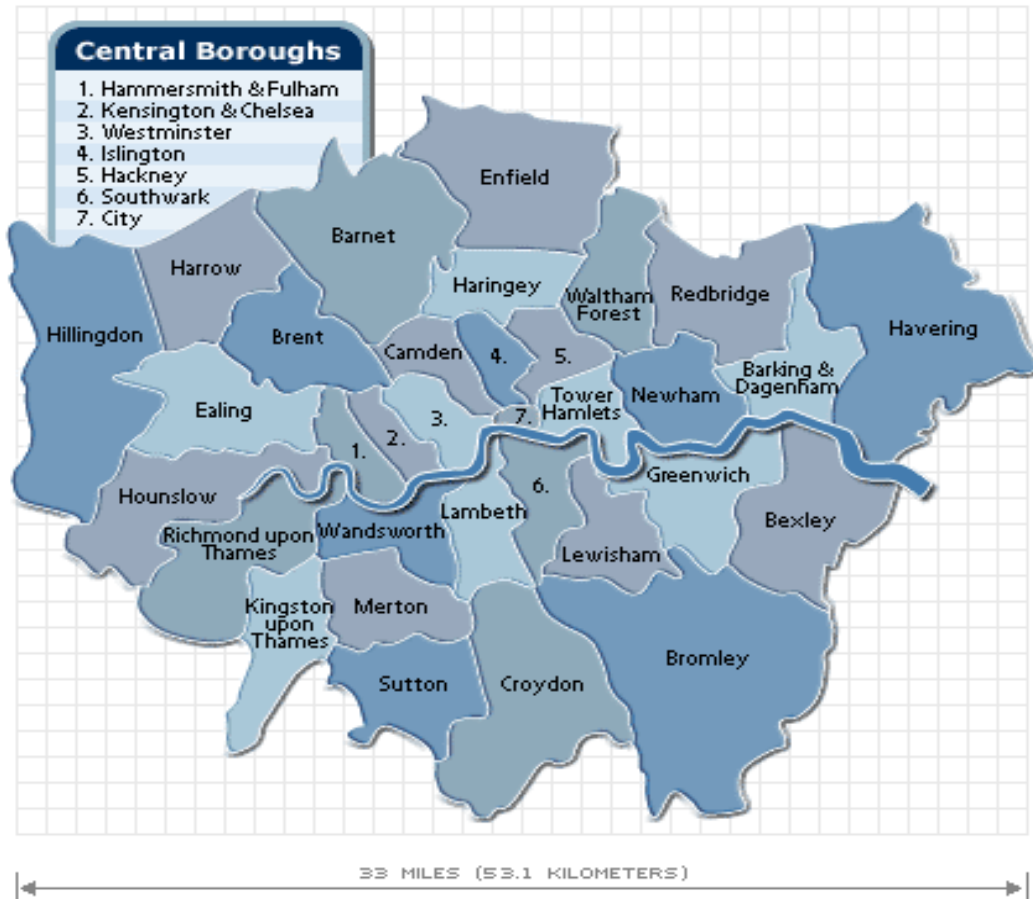 Central Boroughs
1. Hammersmith & Fulham
2. Kensington & Chelsea
3. Westminster
4. Islington
5. Hackney
6. Southwark
7. City
Enfield
Barnet
Harrow
Haringey
Waltham
Forest
Redbridge
Havering
Hillingdon
Brent
Camden
4.
5.
Barking &
Dagenham
Ealing
3.
7.
Tower
Hamlets
Newham
1.
2.
Hounslow
Greenwich
6.
Lambeth
Bexley
Richmond upon
Thames
Wandsworth
Lewisham
Kingston
upon
Thames
Merton
Bromley
Sutton
Croydon
33 MILES (53.1 KILOMETERS)